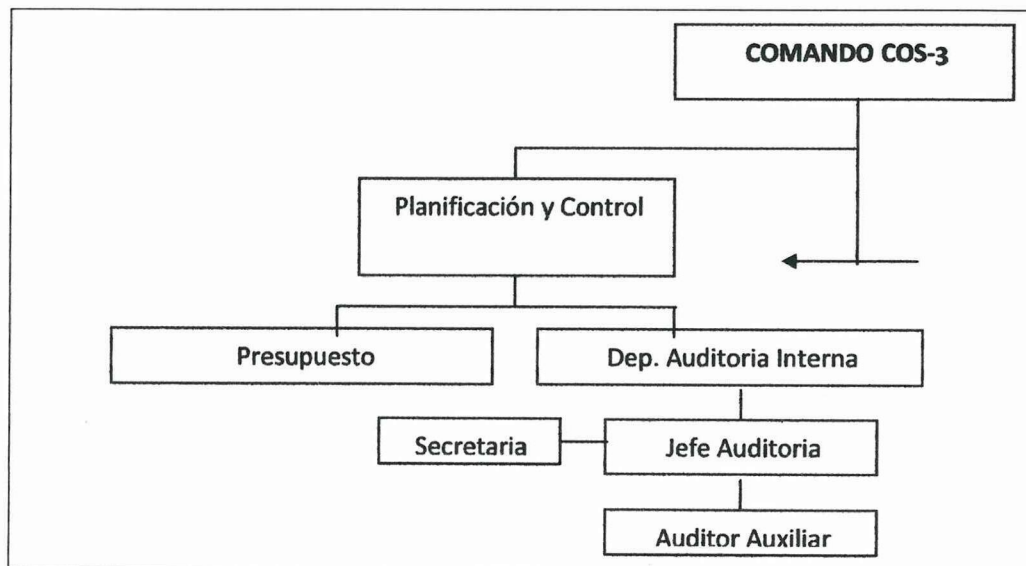 COMANDO COS-3
Planificación y Control
Presupuesto
Dep. Auditoria Interna
Secretaria
Jefe Auditoria
Auditor Auxiliar